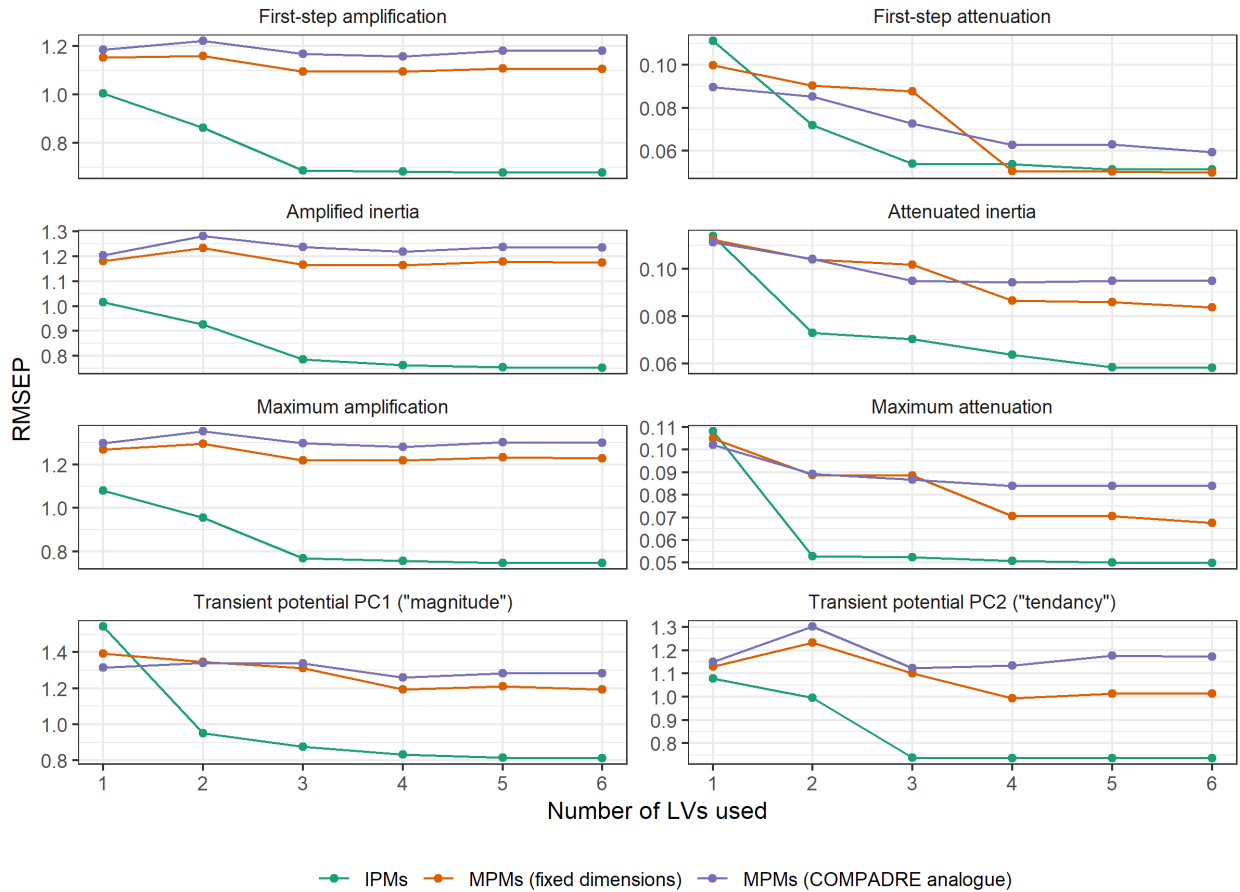 First-step amplification
First-step attenuation
1.2
1.0
0.8
0.10
0.08
0.06
Amplified inertia
Attenuated inertia
1.3
1.2
1.1
1.0
0.9
0.8
0.10
0.08
0.06
Maximum amplification
Maximum attenuation
1.2
1.0
0.8
0.11
0.10
0.09
0.08
0.07
0.06
0.05
Transient potential PC1 ("magnitude")
Transient potential PC2 ("tendancy")
1.4
1.2
1.0
0.8
1.3
1.2
1.1
1.0
0.9
0.8
1 2 3 4 5 6
1 2 3 4 5 6
RMSEP
Number of LVs used
IPMs MPMs (fixed dimensions) MPMs (COMPADRE analogue)